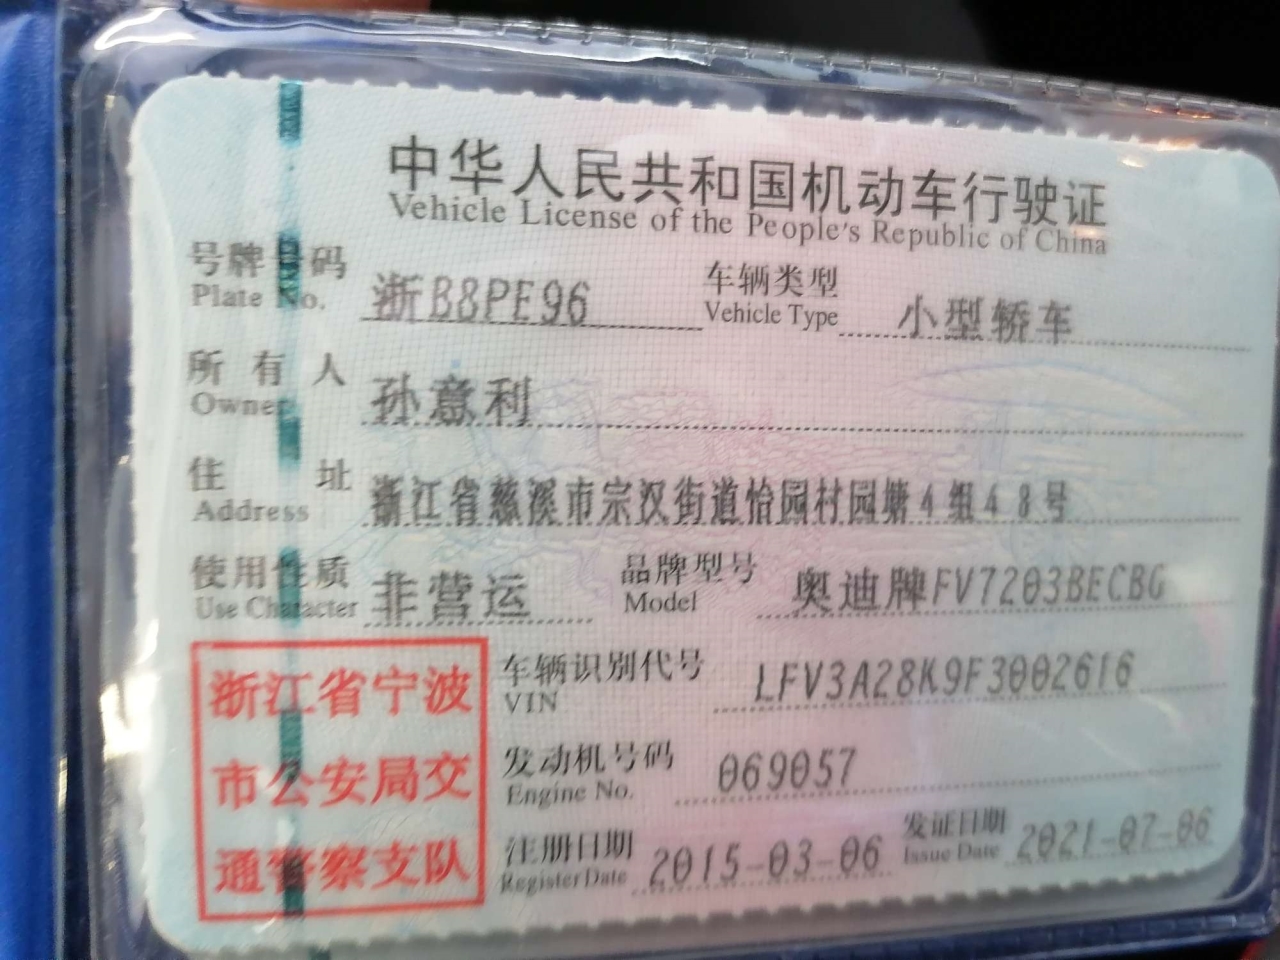 中华人民共和国机动车行驶证
Vehicle License of the People's Republic of China
号牌号码 浙B8PE96 车辆类型 小型轿车
Plate No. Vehicle Type
所有人 孙意利
Owner
住址 浙江省慈溪市宗汉街道怡园村园塘4组48号
Address
使用性质 非营运 品牌型号 奥迪牌FV7203BECBG
Use Character Model
浙江省宁波
市公安局交
通警察支队
车辆识别代号 LFV3A28K9F3002616
VIN
发动机号码 069057
Engine No.
注册日期 2015-03-06 发证日期 2021-07-06
Register Date Issue Date